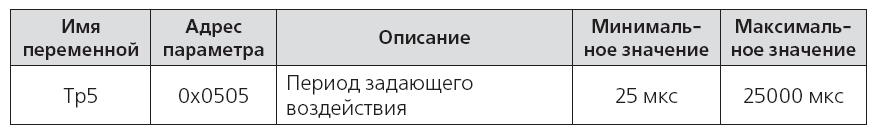 Имя переменной
Адрес параметра
Описание
Минималь-
ное значение
Максималь-
ное значение
Тр5
0x0505
Период задающего
воздействия
25 мкс
25000 мкс